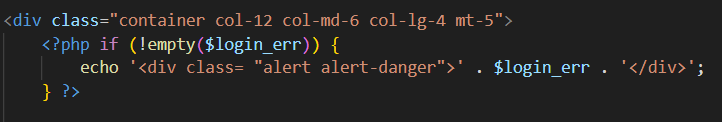 <div class="container col-12 col-md-6 col-lg-4 mt-5">
<?php if (!empty($login_err)) {
echo '<div class= "alert alert-danger">' . $login_err . '</div>';
} ?>